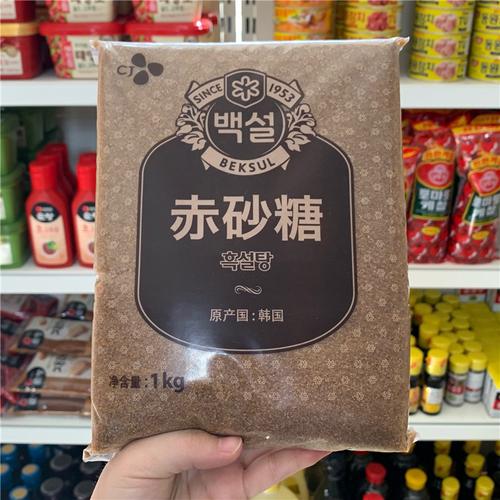 CJ
SINCE 1953
백설
BEKSUL
赤砂糖
흑설탕
原产国：韩国
净含量：1kg